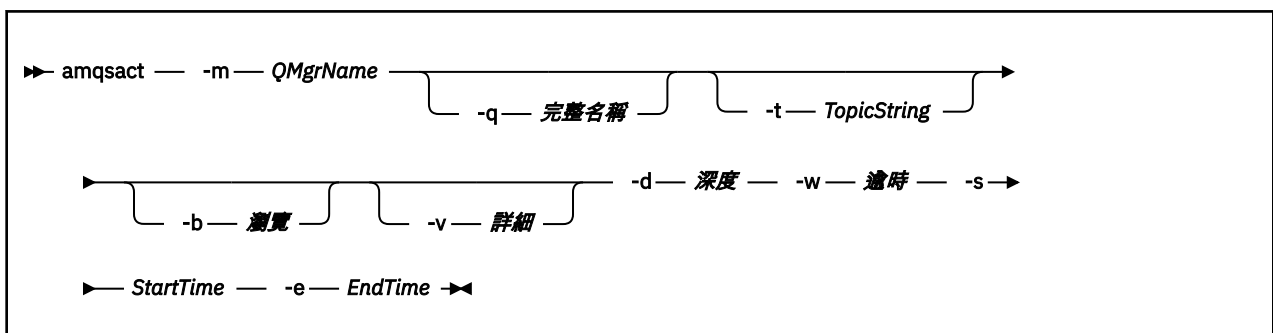 amqsact -m QMgrName
-q 完整名稱 -t TopicString
-d 深度 -w 逾時 -s
-b 瀏覽 -v 詳細
StartTime -e EndTime